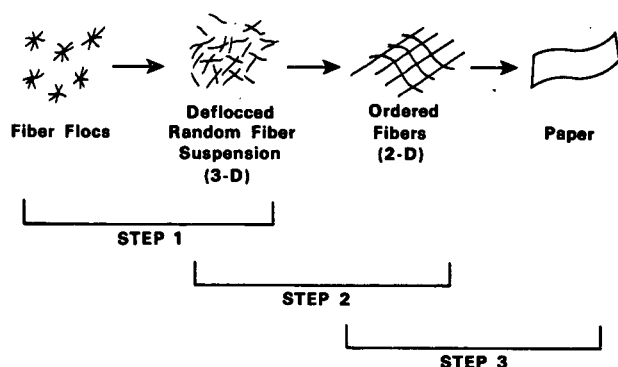 Fiber Flocs
Deflocced
Random Fiber
Suspension
(3-D)
Ordered
Fibers
(2-D)
Paper
STEP 1
STEP 2
STEP 3